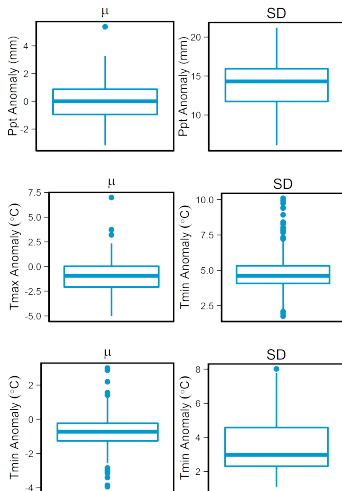 μ
SD
Ppt Anomaly (mm)
4
2
0
-2
Ppt Anomaly (mm)
15
10
μ
SD
Tmax Anomaly (°C)
7.5
5.0
2.5
0.0
-2.5
-5.0
Tmin Anomaly (°C)
10.0
7.5
5.0
2.5
μ
SD
Tmin Anomaly (°C)
2
0
-2
-4
Tmin Anomaly (°C)
8
6
4
2